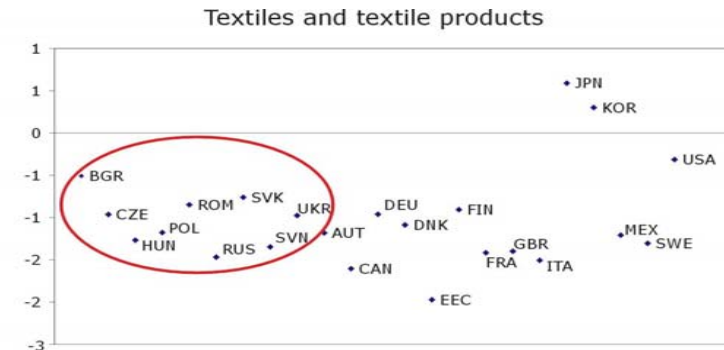 Textiles and textile products
1
1
0
-1
-1
-2
-2
-3
JPN
KOR
USA
BGR
SVK
ROM
UKR
CZE
DEU
FIN
POL
DNK
HUN
SVN
AUT
RUS
MEX
SWE
GBR
FRA
ITA
CAN
EEC